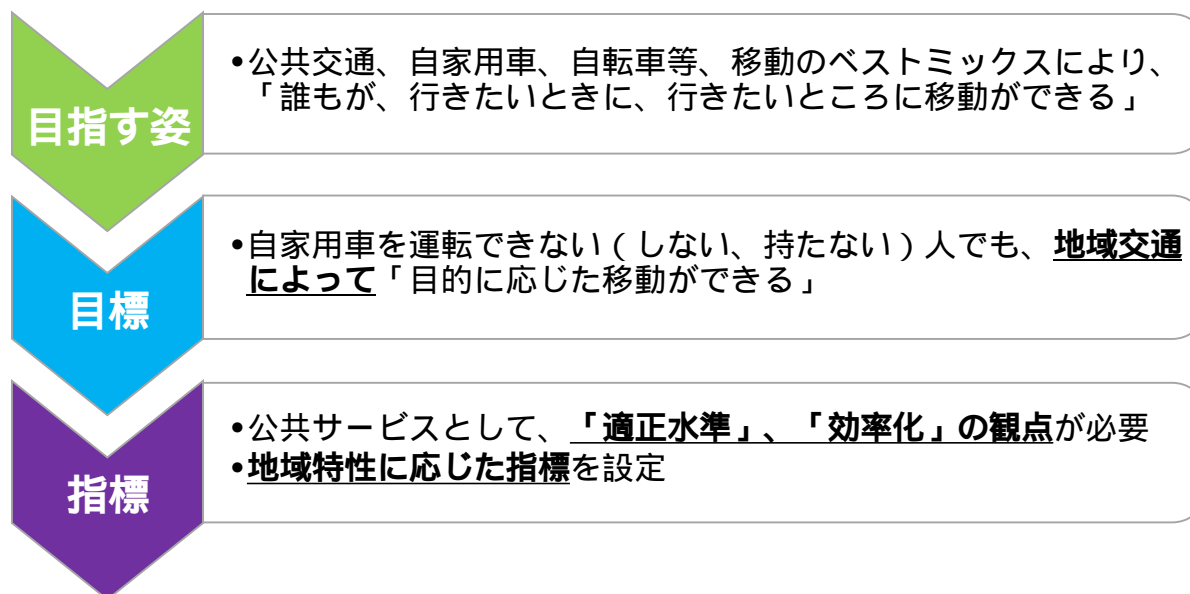 目指す姿
•公共交通、自家用車、自転車等、移動のベストミックスにより、
「誰もが、行きたいときに、行きたいところに移動ができる」
目標
•自家用車を運転できない（しない、持たない）人でも、地域交通
によって「目的に応じた移動ができる」
指標
•公共サービスとして、「適正水準」、「効率化」の観点が必要
•地域特性に応じた指標を設定